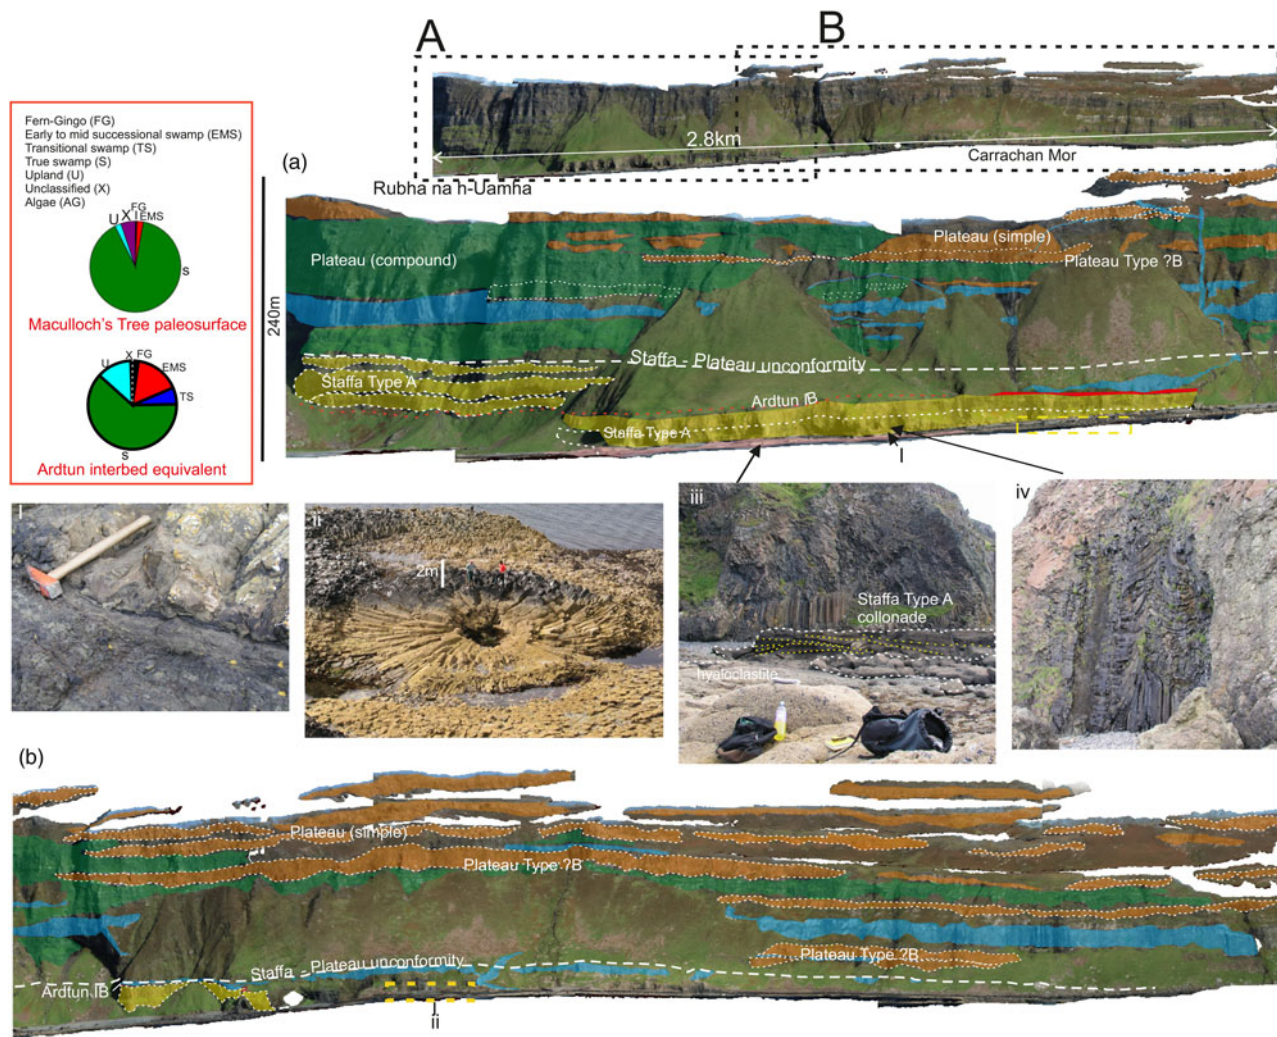 A
B
2.8km
Carrachan Mor
Fern-Gingo (FG)
Early to mid successional swamp (EMS)
Transitional swamp (TS)
True swamp (S)
Upland (U)
Unclassified (X)
Algae (AG)
U
X
FG
EMS
S
Maculloch's Tree paleosurface
U
X
FG
EMS
TS
S
Ardtun interbed equivalent
(a)
Rubha na h-Uamha
240m
Plateau (compound)
Plateau (simple)
Plateau Type ?B
Staffa - Plateau unconformity
Staffa Type A
Ardtun IB
Staffa Type A
I
i
ii
2m
iii
Staffa Type A
collonade
hyaloclastite
iv
(b)
Plateau (simple)
Plateau Type ?B
Staffa - Plateau unconformity
Plateau Type ?B
Ardtun IB
ii